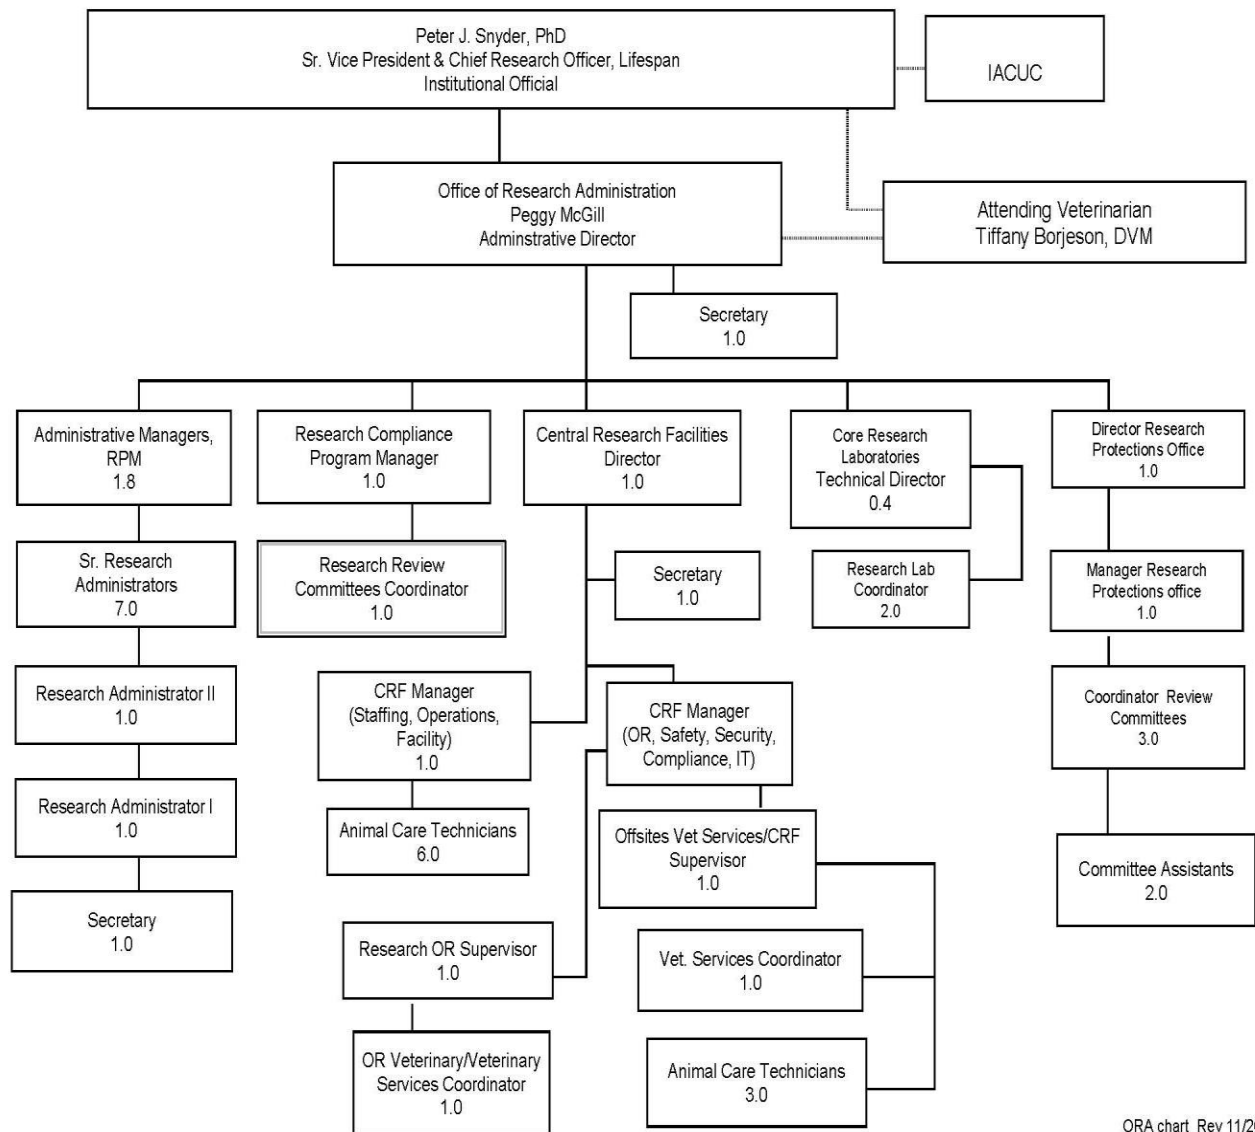 Peter J. Snyder, PhD
Sr. Vice President & Chief Research Officer, Lifespan
Institutional Official
IACUC
Office of Research Administration
Peggy McGill
Adminstrative Director
Attending Veterinarian
Tiffany Borjeson, DVM
Secretary
1.0
Administrative Managers,
RPM
1.8
Research Compliance
Program Manager
1.0
Central Research Facilities
Director
1.0
Core Research
Laboratories
Technical Director
0.4
Director Research
Protections Office
1.0
Sr. Research
Administrators
7.0
Research Review
Committees Coordinator
1.0
Secretary
1.0
Research Lab
Coordinator
2.0
Manager Research
Protections office
1.0
Research Administrator II
1.0
CRF Manager
(Staffing, Operations,
Facility)
1.0
CRF Manager
(OR, Safety, Security,
Compliance, IT)
Coordinator Review
Committees
3.0
Research Administrator I
1.0
Animal Care Technicians
6.0
Offsites Vet Services/CRF
Supervisor
1.0
Committee Assistants
2.0
Secretary
1.0
Research OR Supervisor
1.0
Vet. Services Coordinator
1.0
OR Veterinary/Veterinary
Services Coordinator
1.0
Animal Care Technicians
3.0
ORA chart Rev 11/2